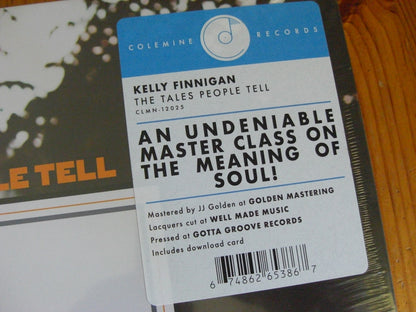 COLEMINE RECORDS
KELLY FINNIGAN
THE TALES PEOPLE TELL
CLMN-12025
AN UNDENIABLE
MASTER CLASS ON
THE MEANING OF
SOUL!
Mastered by JJ Golden at GOLDEN MASTERING
Lacquers cut at WELL MADE MUSIC
Pressed at GOTTA GROOVE RECORDS
Includes download card
6 74862 65386 7
LE TELL